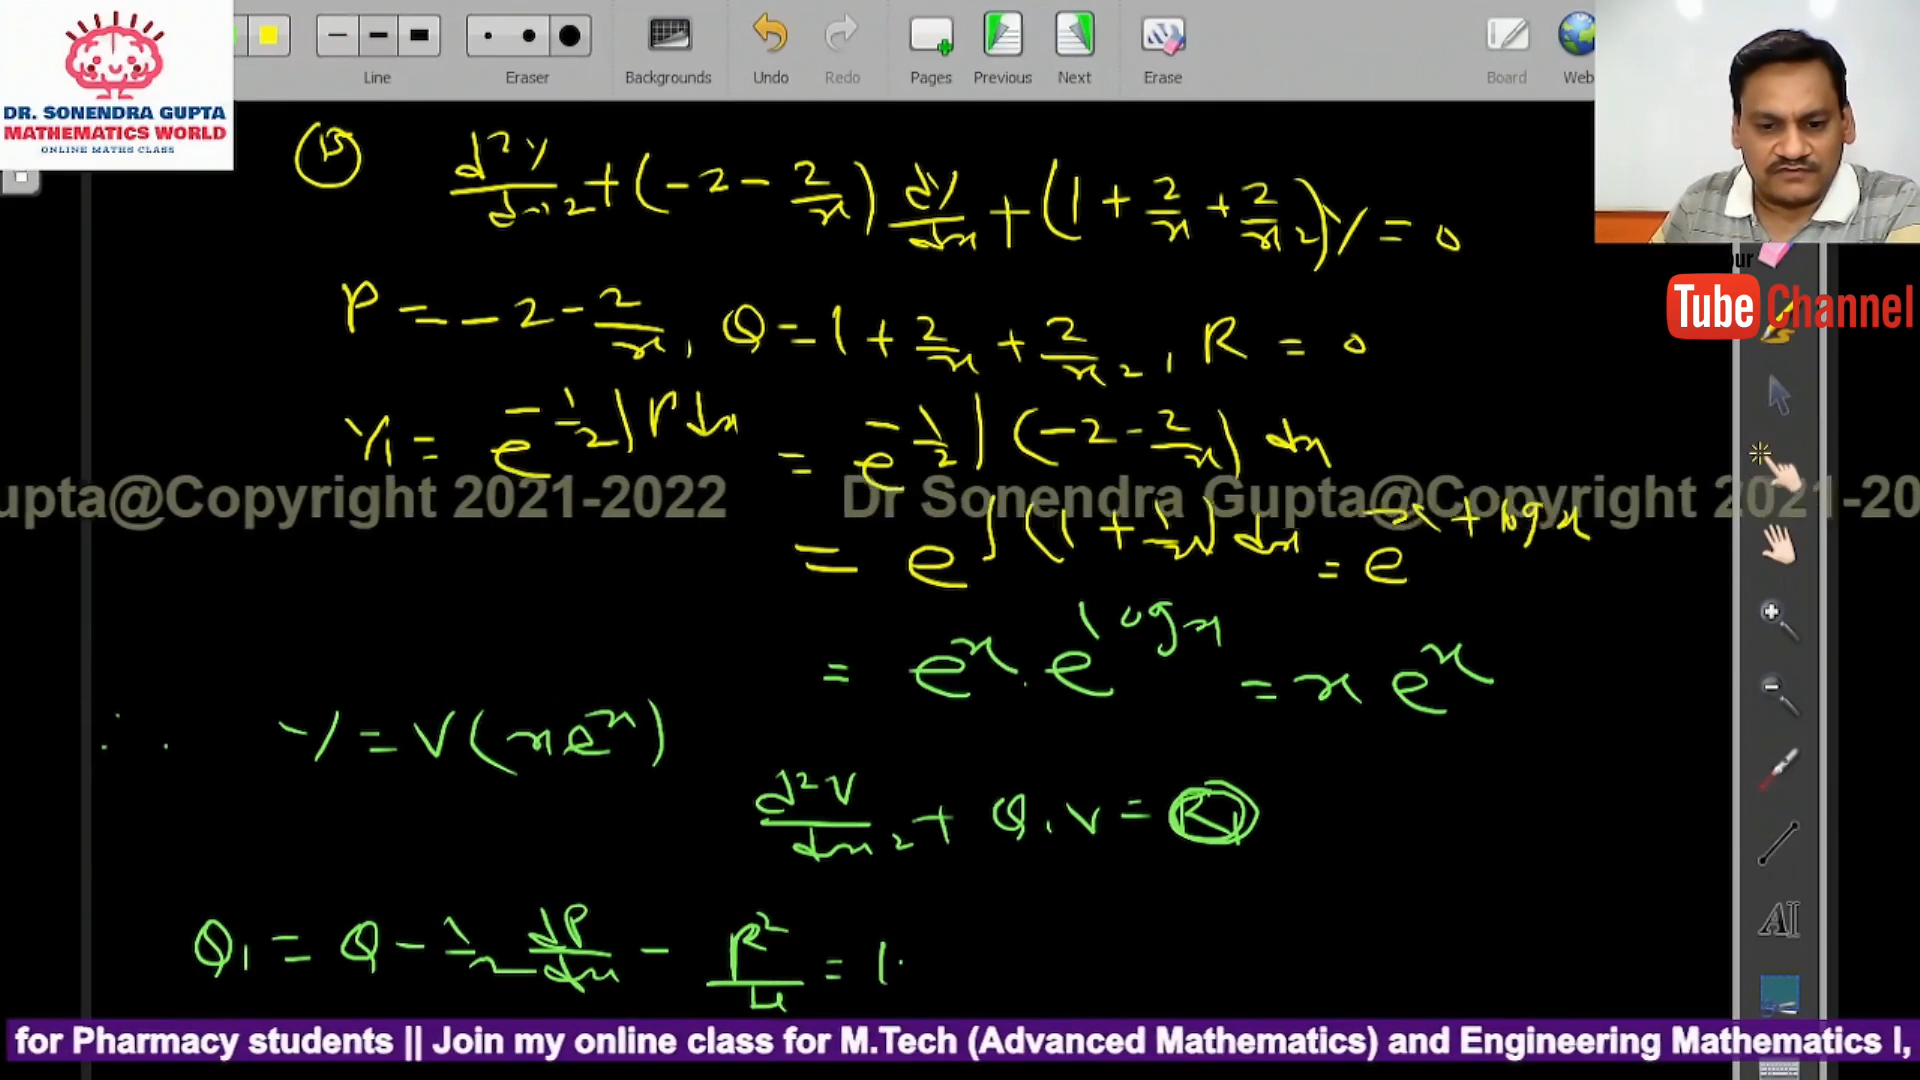 Line
Eraser
Backgrounds
Undo
Redo
Pages
Previous
Next
Erase
Board
Web
DR. SONENDRA GUPTA
MATHEMATICS WORLD
ONLINE MATHS CLASS
d²y/dx² + (-2 - 2/x) dy/dx + (1 + 2/x + 2/x²) y = 0
our
Tube Channel
P = -2 - 2/x, Q = 1 + 2/x + 2/x², R = 0
y₁ = e^(-1/2 ∫ P dx) = e^(-1/2 ∫ (-2 - 2/x) dx)
upta@Copyright 2021-2022 Dr Sonendra Gupta@Copyright 2021-20
= e^(∫ (1 + 1/x) dx) = e^(x + log x)
= e^x . e^(log x) = x e^x
∴ y = v(x e^x)
d²v/dx² + Q₁v = R₁
Q₁ = Q - 1/2 dP/dx - P²/4 = 1
AI
for Pharmacy students || Join my online class for M.Tech (Advanced Mathematics) and Engineering Mathematics I,